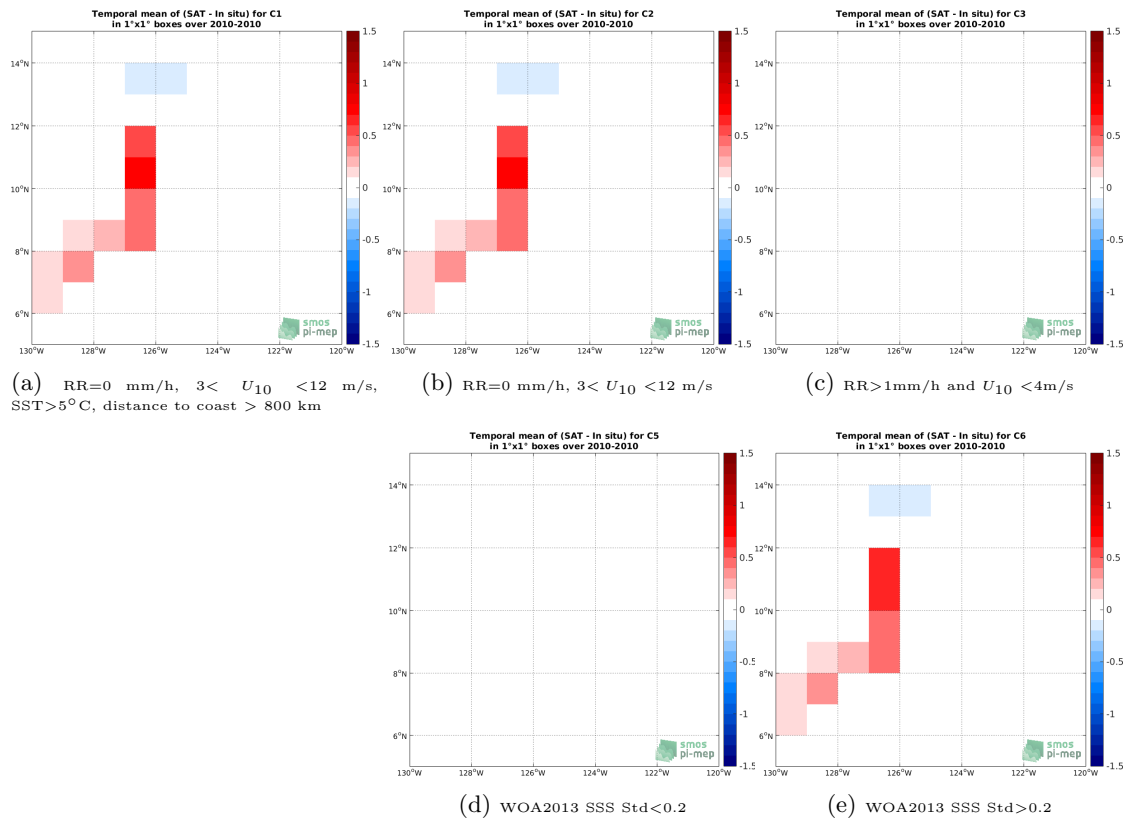 Temporal mean of (SAT - In situ) for C1
in 1°x1° boxes over 2010-2010
14°N
12°N
10°N
8°N
6°N
130°W
128°W
126°W
124°W
122°W
120°W
1.5
1
0.5
0
-0.5
-1
-1.5
smos
pi-mep
(a) RR=0 mm/h, 3< U10 <12 m/s,
SST>5°C, distance to coast > 800 km
Temporal mean of (SAT - In situ) for C2
in 1°x1° boxes over 2010-2010
14°N
12°N
10°N
8°N
6°N
130°W
128°W
126°W
124°W
122°W
120°W
1.5
1
0.5
0
-0.5
-1
-1.5
smos
pi-mep
(b) RR=0 mm/h, 3< U10 <12 m/s
Temporal mean of (SAT - In situ) for C3
in 1°x1° boxes over 2010-2010
14°N
12°N
10°N
8°N
6°N
130°W
128°W
126°W
124°W
122°W
120°W
1.5
1
0.5
0
-0.5
-1
-1.5
smos
pi-mep
(c) RR>1mm/h and U10 <4m/s
Temporal mean of (SAT - In situ) for C5
in 1°x1° boxes over 2010-2010
14°N
12°N
10°N
8°N
6°N
130°W
128°W
126°W
124°W
122°W
120°W
1.5
1
0.5
0
-0.5
-1
-1.5
smos
pi-mep
(d) WOA2013 SSS Std<0.2
Temporal mean of (SAT - In situ) for C6
in 1°x1° boxes over 2010-2010
14°N
12°N
10°N
8°N
6°N
130°W
128°W
126°W
124°W
122°W
120°W
1.5
1
0.5
0
-0.5
-1
-1.5
smos
pi-mep
(e) WOA2013 SSS Std>0.2